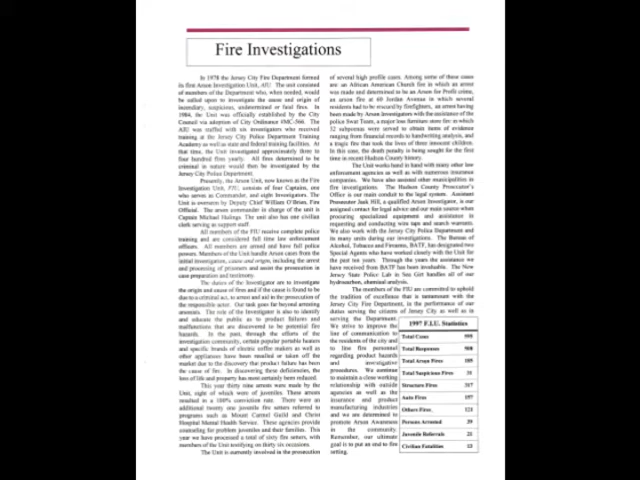 Fire Investigations
In 1978 the Jersey City Fire Department formed
its first Arson Investigation Unit, AIU. The unit consisted
of members of the Department who, when needed, would
be called upon to investigate the cause and origin of
incendiary, suspicious, undetermined or fatal fires. In
1984, the Unit was officially established by the City
Council via adoption of City Ordinance #MC-566. The
AIU was staffed with six investigators who received
training at the Jersey City Police Department Training
Academy as well as state and federal training facilities. At
that time, the Unit investigated approximately three to
four hundred fires yearly. All fires determined to be
criminal in nature would then be investigated by the
Jersey City Police Department.
Presently, the Arson Unit, now known as the Fire
Investigation Unit, FIU, consists of four Captains, one
who serves as Commander, and eight Investigators. The
Unit is overseen by Deputy Chief William O'Brien, Fire
Official. The arson commander in charge of the unit is
Captain Michael Halings. The unit also has one civilian
clerk serving as support staff.
All members of the FIU receive complete police
training and are considered full time law enforcement
officers. All members are armed and have full police
powers. Members of the Unit handle Arson cases from the
initial investigation, cause and origin, including the arrest
and processing of prisoners and assist the prosecution in
case preparation and testimony.
The duties of the Investigator are to investigate
the origin and cause of fires and if the cause is found to be
due to a criminal act, to arrest and aid in the prosecution of
the responsible actor. Our task goes far beyond arresting
arsonists. The role of the Investigator is also to identify
and educate the public as to product failures and
malfunctions that are discovered to be potential fire
hazards. In the past, through the efforts of the
investigation community, certain popular portable heaters
and specific brands of electric coffee makers as well as
other appliances have been recalled or taken off the
market due to the discovery that product failure has been
the cause of fire. In discovering these deficiencies, the
loss of life and property has most certainly been reduced.
This year thirty nine arrests were made by the
Unit, eight of which were of juveniles. These arrests
resulted in a 100% conviction rate. There were an
additional twenty one juvenile fire setters referred to
programs such as Mount Carmel Guild and Christ
Hospital Mental Health Service. These agencies provide
counseling for problem juveniles and their families. This
year we have processed a total of sixty fire setters, with
members of the Unit testifying on thirty six occasions.
The Unit is currently involved in the prosecution
of several high profile cases. Among some of these cases
are: an African American Church fire in which an arrest
was made and determined to be an Arson for Profit crime,
an arson fire at 60 Jordan Avenue in which several
residents had to be rescued by firefighters, an arrest having
been made by Arson Investigators with the assistance of the
police Swat Team, a major loss furniture store fire in which
32 subpoenas were served to obtain items of evidence
ranging from financial records to handwriting analysis, and
a tragic fire that took the lives of three innocent children.
In this case, the death penalty is being sought for the first
time in recent Hudson County history.
The Unit works hand in hand with many other law
enforcement agencies as well as with numerous insurance
companies. We have also assisted other municipalities in
fire investigations. The Hudson County Prosecutor's
Office is our main conduit to the legal system. Assistant
Prosecutor Jack Hill, a qualified Arson Investigator, is our
assigned contact for legal advice and our main source when
procuring specialized equipment and assistance in
requesting and conducting wire taps and search warrants.
We also work with the Jersey City Police Department and
its many units during our investigations. The Bureau of
Alcohol, Tobacco and Firearms, BATF, has designated two
Special Agents who have worked closely with the Unit for
the past ten years. Through the years the assistance we
have received from BATF has been invaluable. The New
Jersey State Police Lab in Sea Girt handles all of our
hydrocarbon, chemical analysis.
The members of the FIU are committed to uphold
the tradition of excellence that is synonymous with the
Jersey City Fire Department, in the performance of our
duties serving the citizens of Jersey City as well as in
serving the Department.
We strive to improve the
line of communication to
the residents of the city and
to line fire personnel
regarding product hazards
and investigative
procedures. We continue
to maintain a close working
relationship with outside
agencies as well as the
insurance and product
manufacturing industries
and we are determined to
promote Arson Awareness
in the community.
Remember, our ultimate
goal is to put an end to fire
setting.
1997 F.I.U. Statistics
Total Cases 595
Total Responses 508
Total Arson Fires 189
Total Suspicious Fires 31
Structure Fires 317
Auto Fires 157
Others Fires 121
Persons Arrested 39
Juvenile Referrals 21
Civilian Fatalities 13